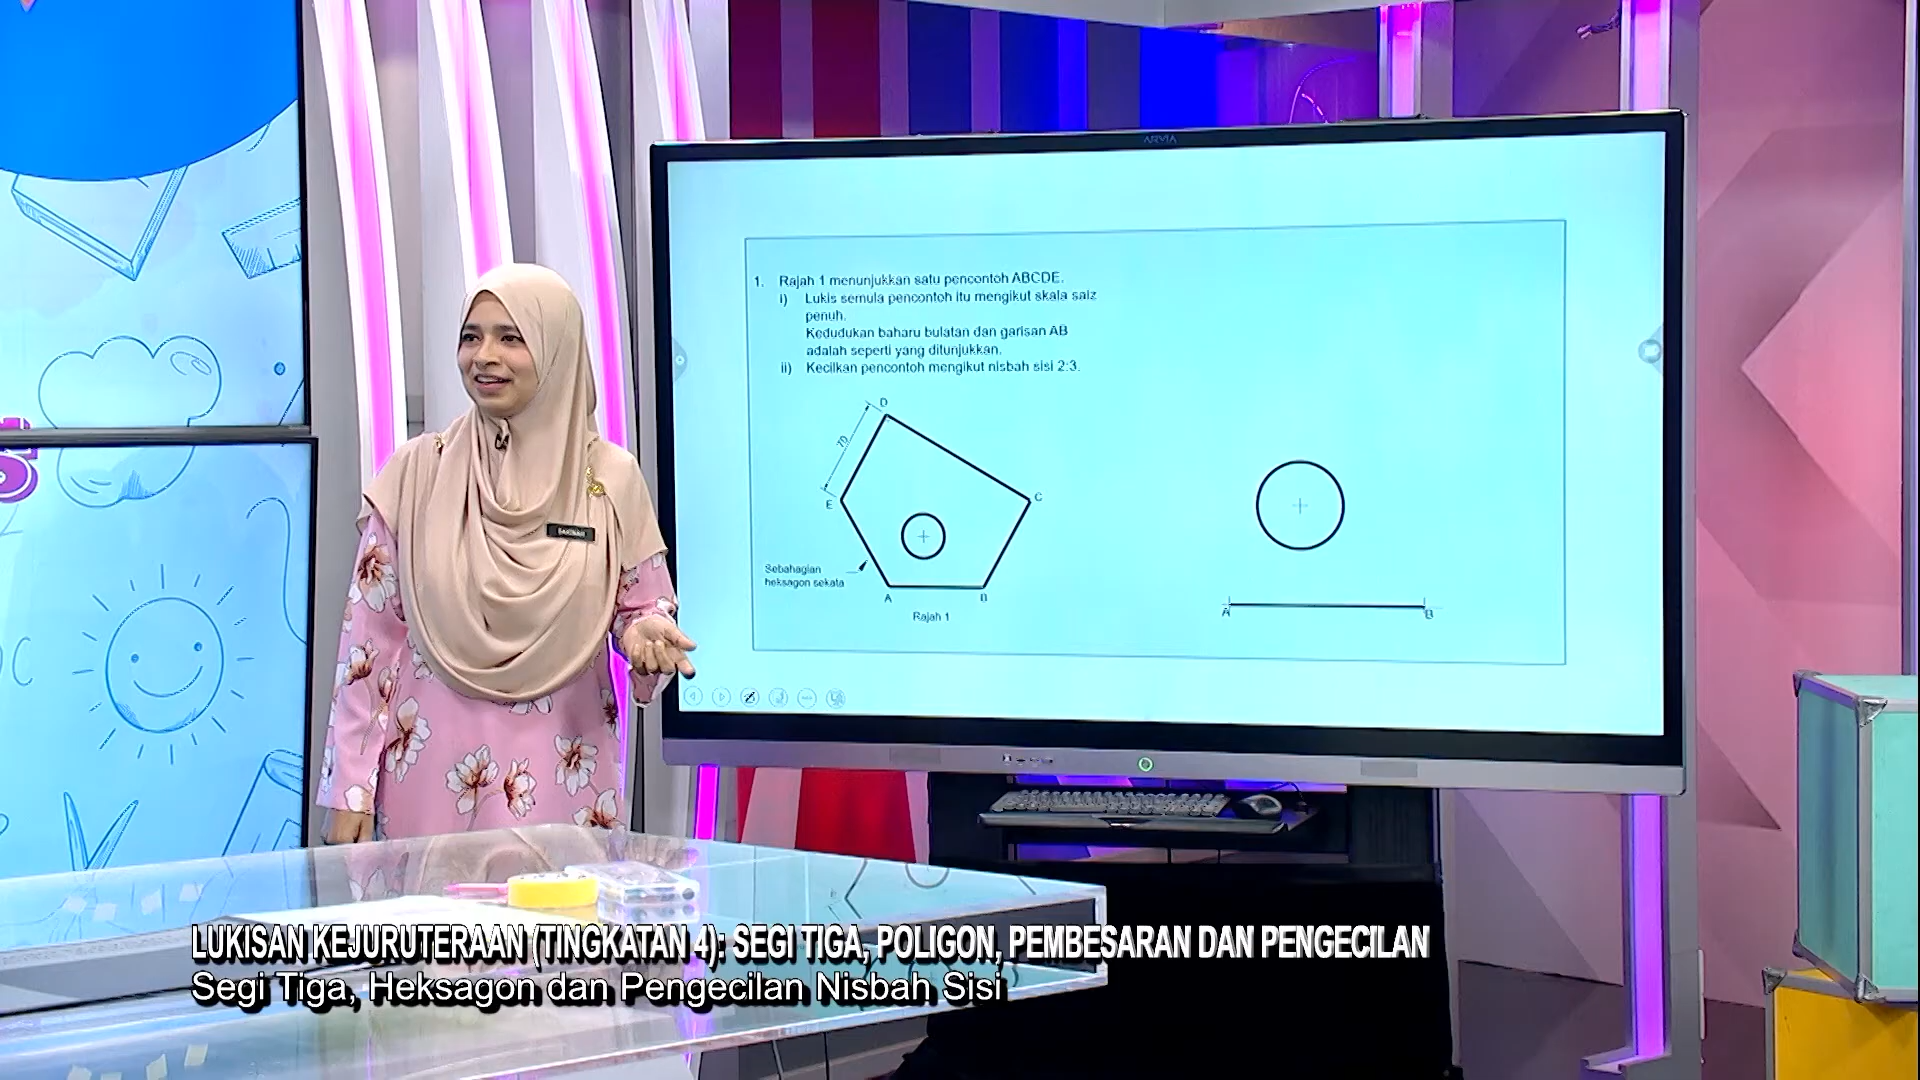 1. Rajah 1 menunjukkan satu pencontoh ABCDE.
i) Lukis semula pencontoh itu mengikut skala saiz
penuh.
Kedudukan baharu bulatan dan garisan AB
adalah seperti yang ditunjukkan.
ii) Kecilkan pencontoh mengikut nisbah sisi 2:3.
D
70
E
C
Sebahagian
heksagon sekata
A B
Rajah 1
A B
LUKISAN KEJURUTERAAN (TINGKATAN 4): SEGI TIGA, POLIGON, PEMBESARAN DAN PENGECILAN
Segi Tiga, Heksagon dan Pengecilan Nisbah Sisi